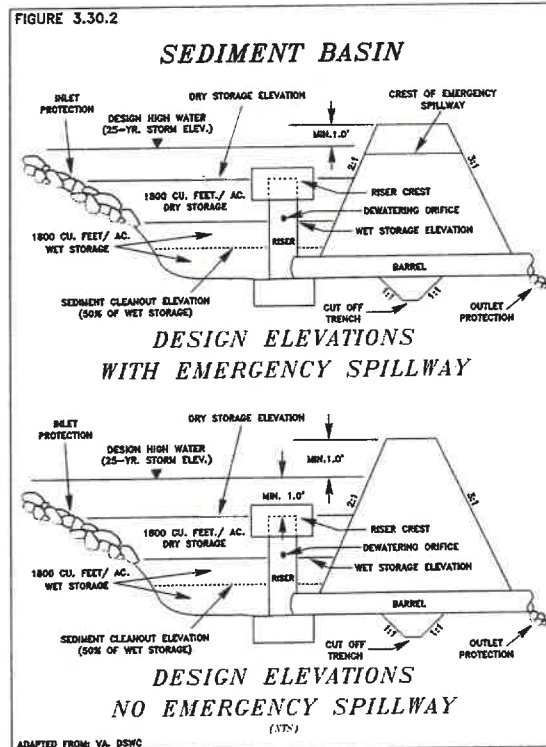 FIGURE 3.30.2
SEDIMENT BASIN
INLET
PROTECTION
DRY STORAGE ELEVATION
CREST OF EMERGENCY
SPILLWAY
DESIGN HIGH WATER
(25-YR. STORM ELEV.)
MIN.1.0'
2:1
3:1
1800 CU. FEET/ AC.
DRY STORAGE
RISER CREST
DEWATERING ORIFICE
1800 CU. FEET/ AC.
WET STORAGE
RISER
WET STORAGE ELEVATION
BARREL
SEDIMENT CLEANOUT ELEVATION
(50% OF WET STORAGE)
1:1
1:1
CUT OFF
TRENCH
OUTLET
PROTECTION
DESIGN ELEVATIONS
WITH EMERGENCY SPILLWAY
INLET
PROTECTION
DRY STORAGE ELEVATION
DESIGN HIGH WATER
(25-YR. STORM ELEV.)
MIN.1.0'
MIN. 1.0'
2:1
3:1
1800 CU. FEET/ AC.
DRY STORAGE
RISER CREST
DEWATERING ORIFICE
1800 CU. FEET/ AC.
WET STORAGE
RISER
WET STORAGE ELEVATION
BARREL
SEDIMENT CLEANOUT ELEVATION
(50% OF WET STORAGE)
1:1
1:1
CUT OFF
TRENCH
OUTLET
PROTECTION
DESIGN ELEVATIONS
NO EMERGENCY SPILLWAY
(NTS)
ADAPTED FROM: VA. DSWC